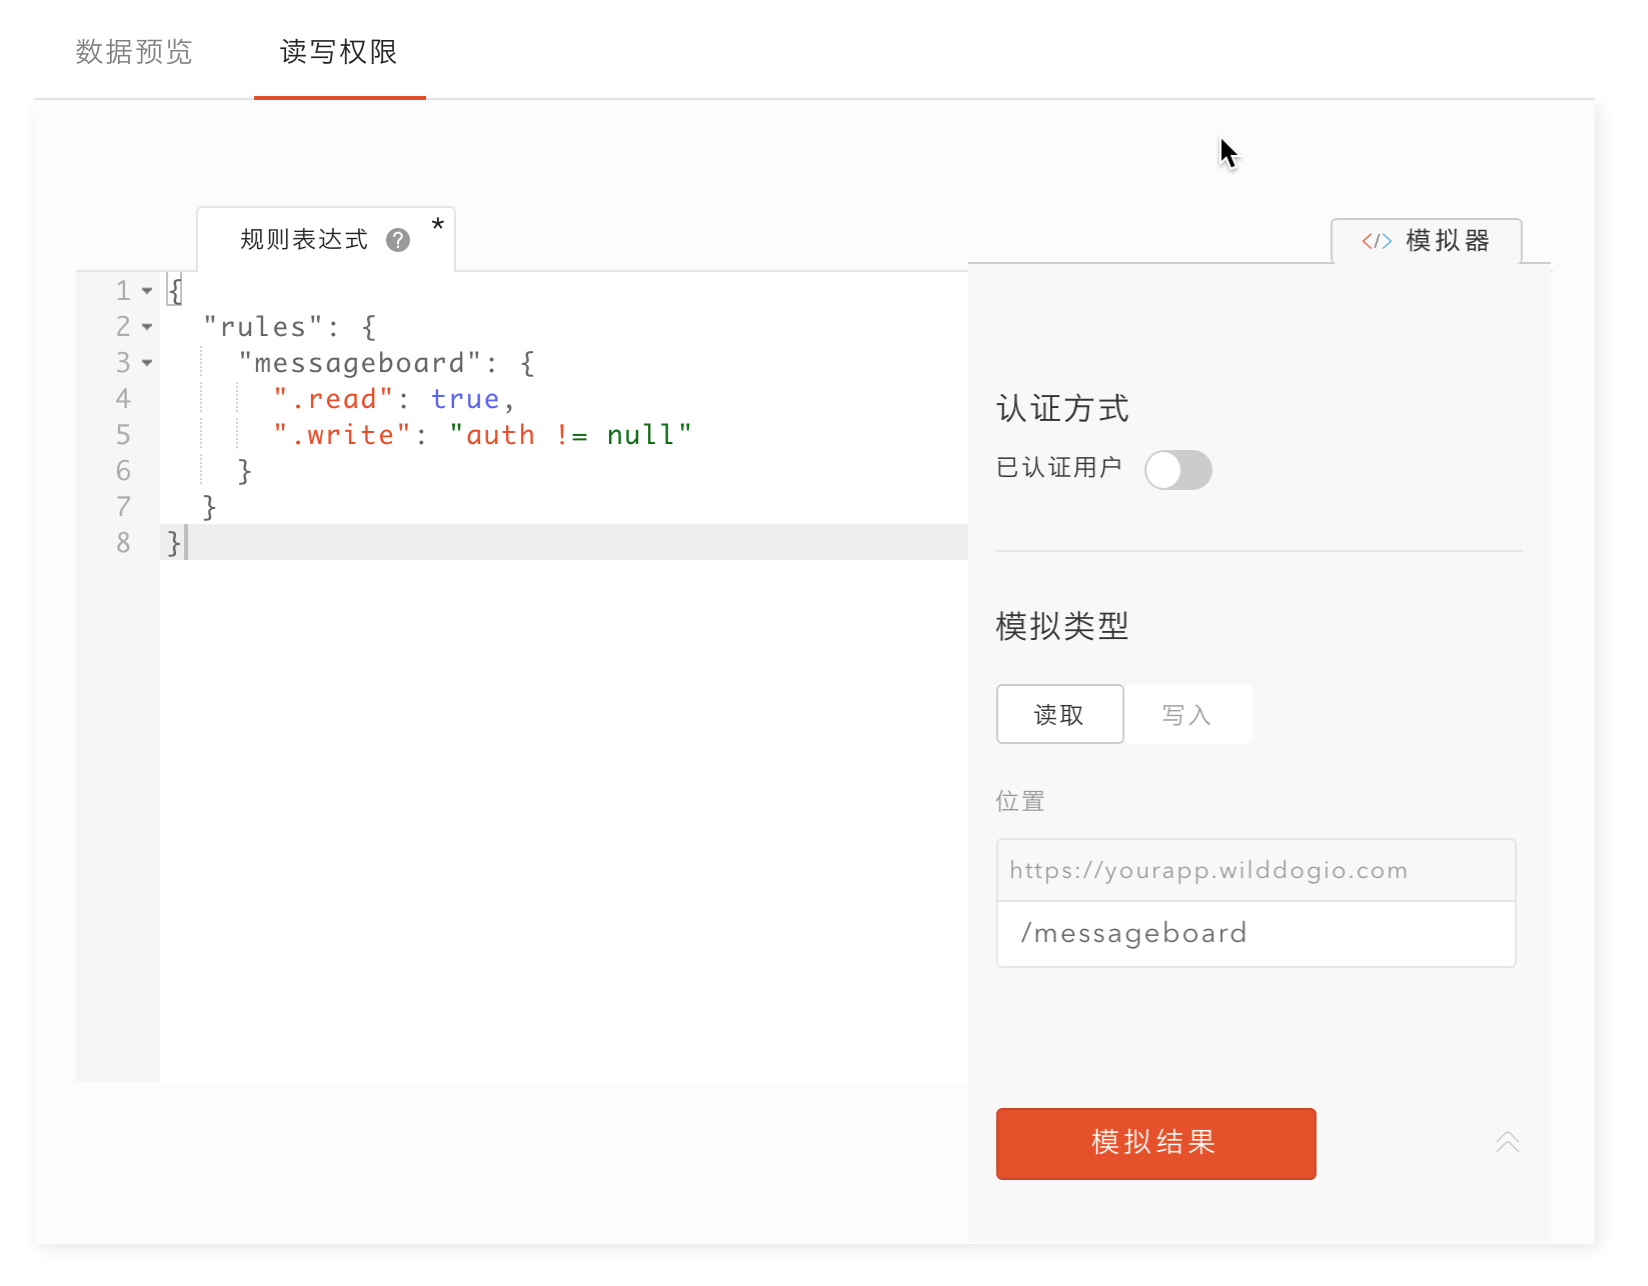 数据预览
读写权限
规则表达式 ? *
</> 模拟器
1 {
2 "rules": {
3 "messageboard": {
4 ".read": true,
5 ".write": "auth != null"
6 }
7 }
8 }
认证方式
已认证用户
模拟类型
读取
写入
位置
https://yourapp.wilddogio.com
/messageboard
模拟结果